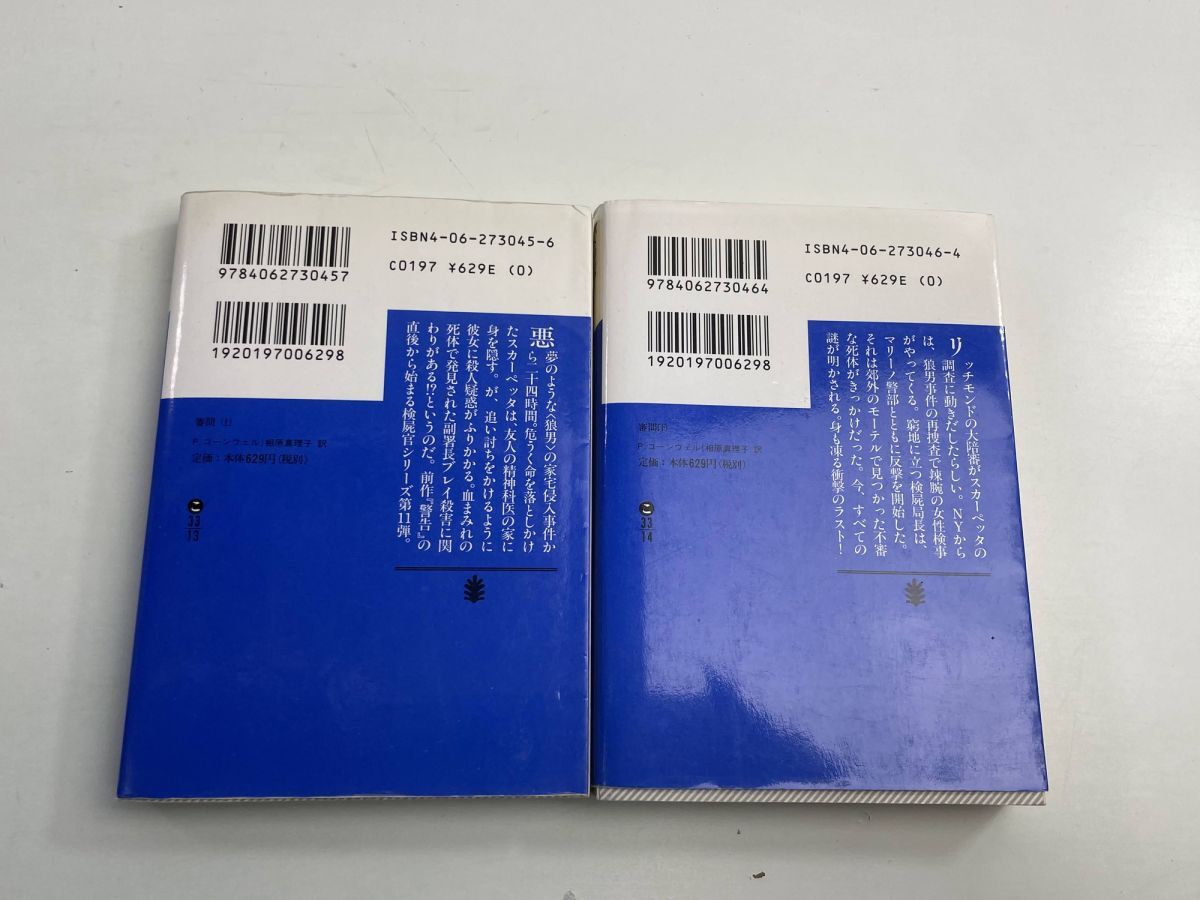 ISBN4-06-273045-6
9784062730457
C0197 ¥629E (0)
1920197006298
悪夢のような〈狼男〉の家宅侵入事件か
ら二十四時間。危うく命を落としかけ
たスカーペッタは、友人の精神科医の家に
身を隠す。が、追い討ちをかけるように
彼女に殺人疑惑がふりかかる。血まみれの
死体で発見された副署長ブレイ殺害に関
わりがある!?というのだ。前作『警告』の
直後から始まる検屍官シリーズ第11弾。
審問(上)
P.コーンウェル|相原真理子 訳
定価:本体629円(税別)
こ
33
13
ISBN4-06-273046-4
9784062730464
C0197 ¥629E (0)
1920197006298
リッチモンドの大陪審がスカーペッタの
調査に動きだしたらしい。NYから
は、狼男事件の再捜査で辣腕の女性検事
がやってくる。窮地に立つ検屍局長は、
マリーノ警部とともに反撃を開始した。
それは郊外のモーテルで見つかった不審
な死体がきっかけだった。今、すべての
謎が明かされる。身も凍る衝撃のラスト!
審問(下)
P.コーンウェル|相原真理子 訳
定価:本体629円(税別)
こ
33
14